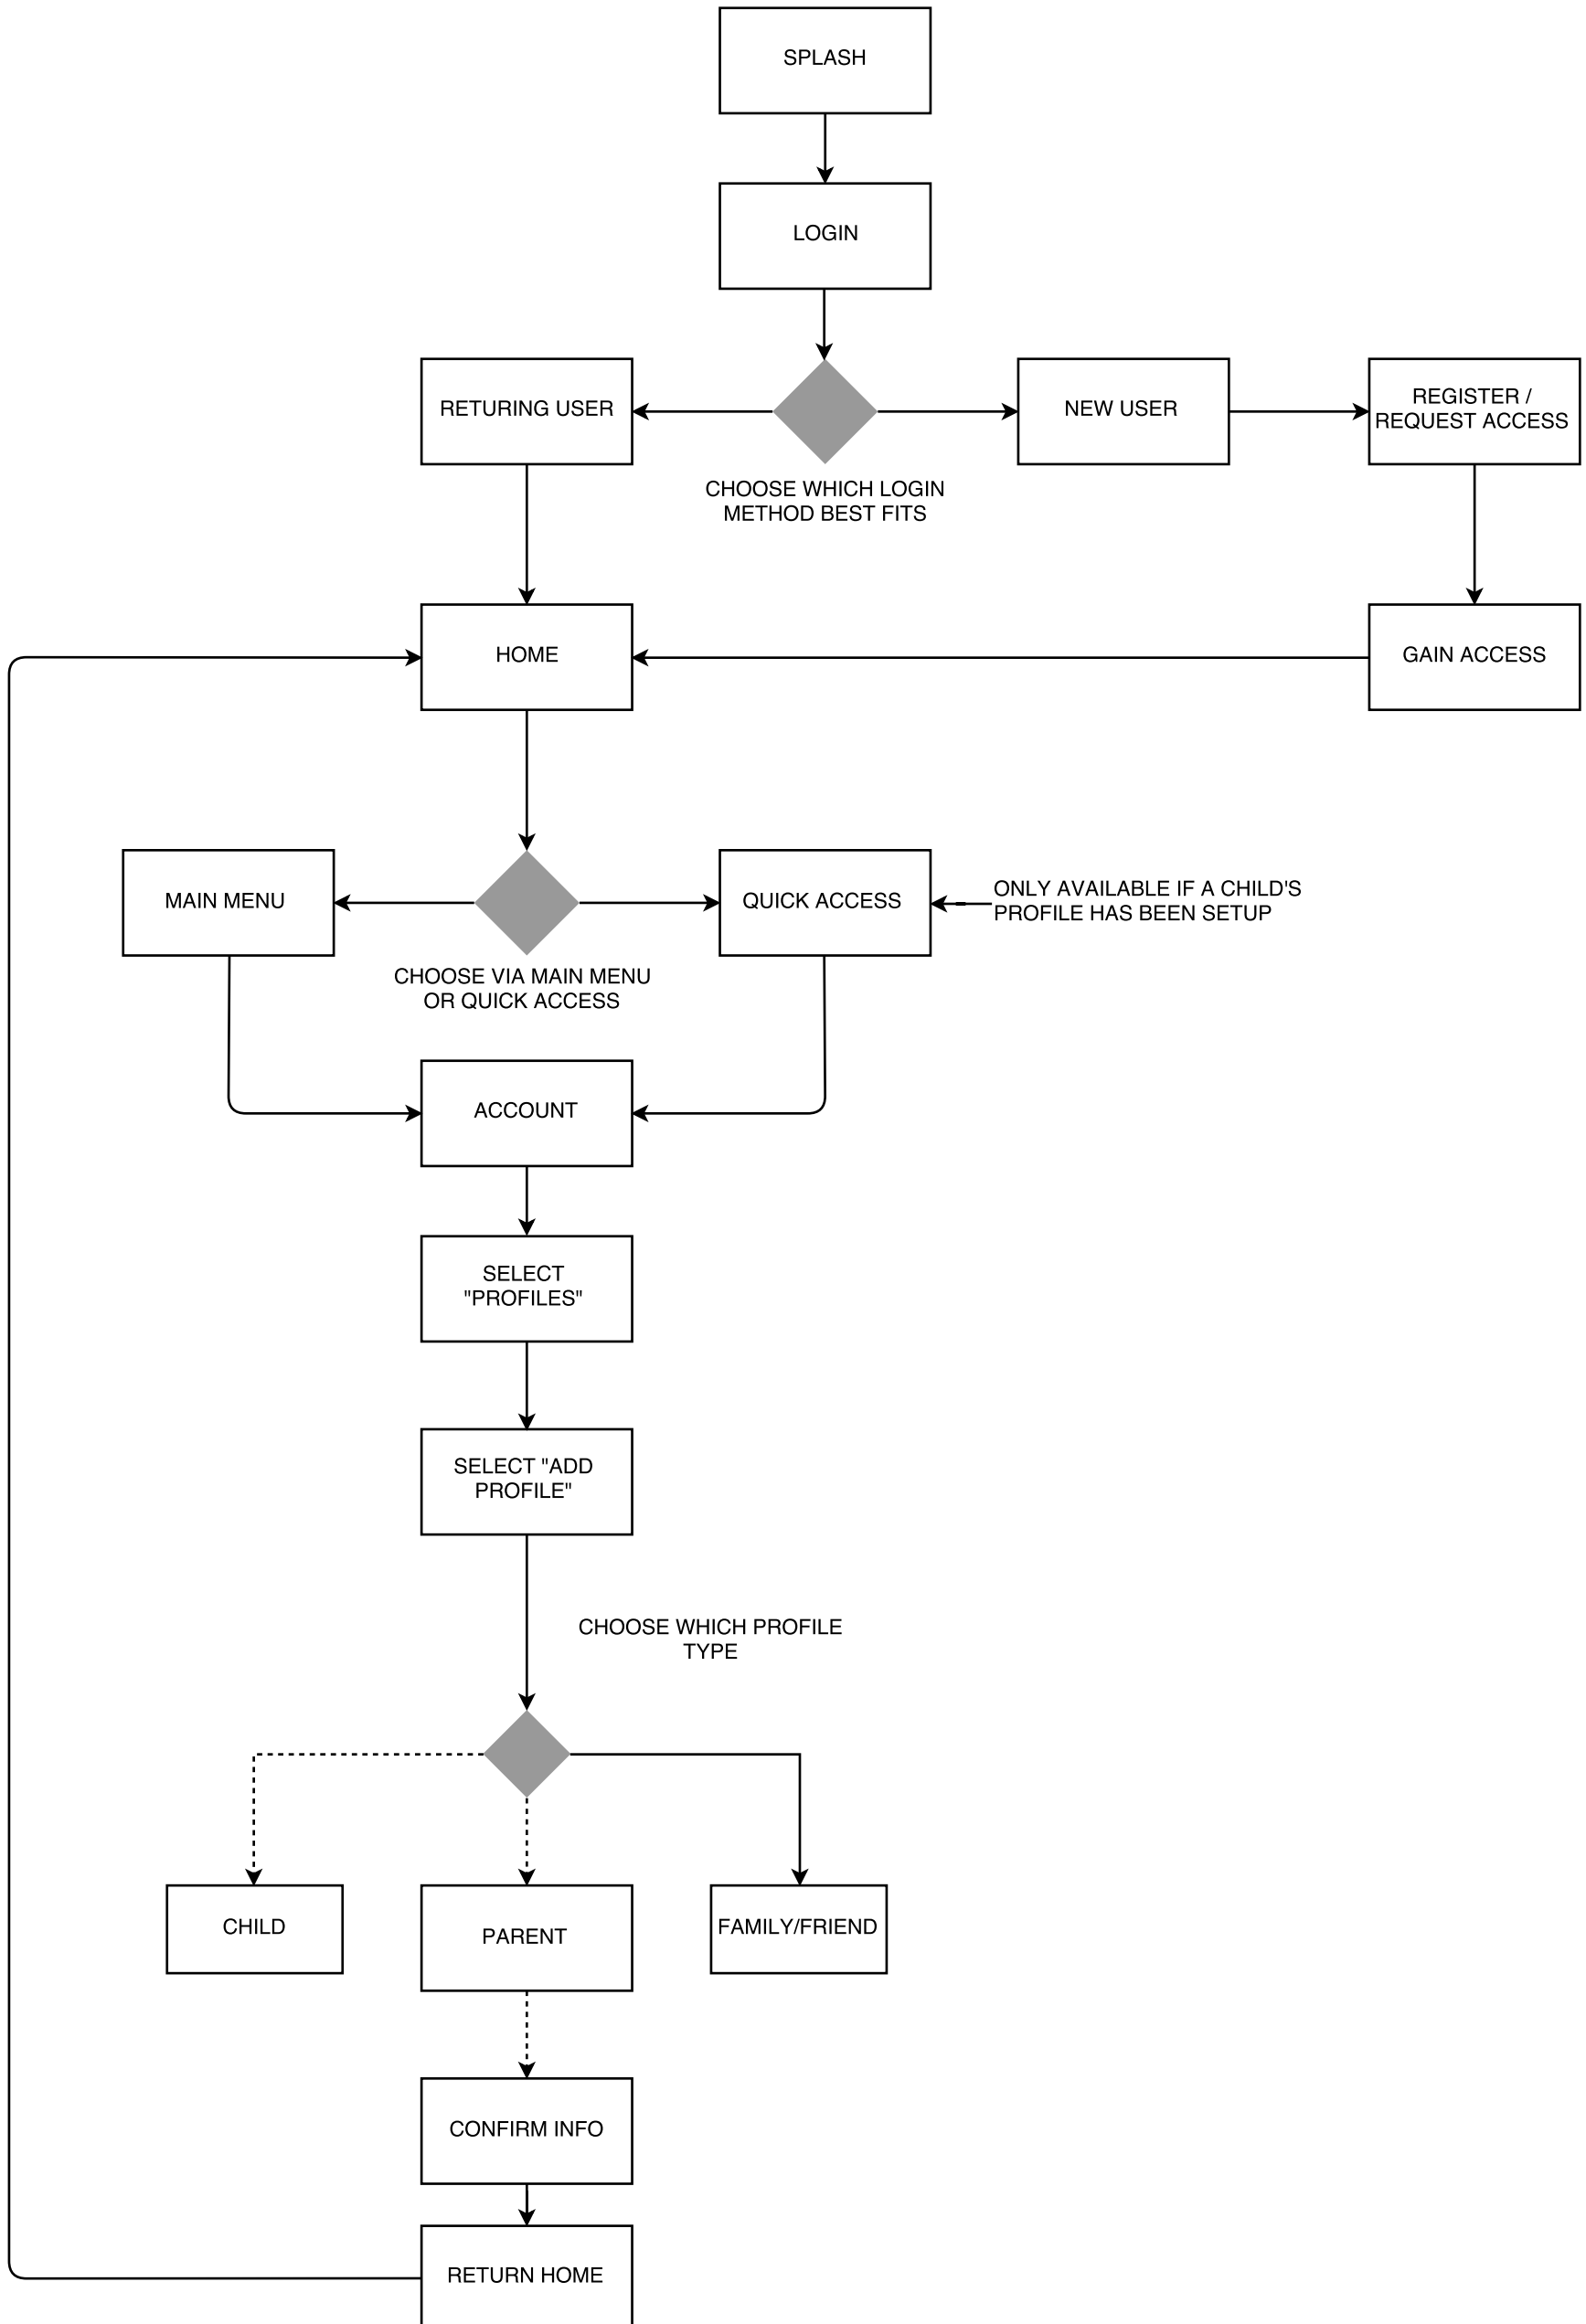 SPLASH
LOGIN
RETURING USER
NEW USER
REGISTER /
REQUEST ACCESS
CHOOSE WHICH LOGIN
METHOD BEST FITS
HOME
GAIN ACCESS
MAIN MENU
QUICK ACCESS
ONLY AVAILABLE IF A CHILD'S
PROFILE HAS BEEN SETUP
CHOOSE VIA MAIN MENU
OR QUICK ACCESS
ACCOUNT
SELECT
"PROFILES"
SELECT "ADD
PROFILE"
CHOOSE WHICH PROFILE
TYPE
CHILD
PARENT
FAMILY/FRIEND
CONFIRM INFO
RETURN HOME